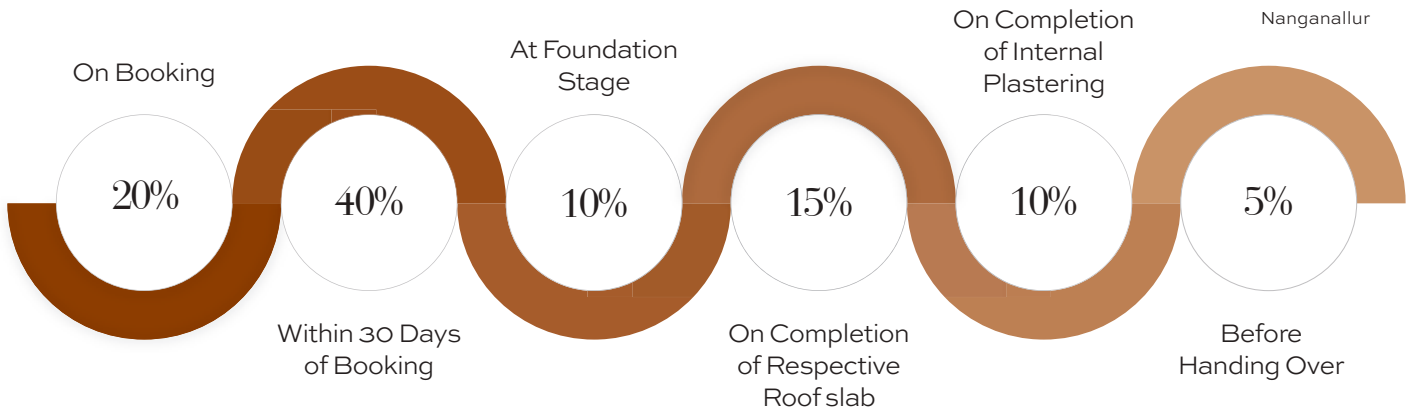 Nanganallur
On Booking
20%
40%
Within 30 Days
of Booking
At Foundation
Stage
10%
15%
On Completion
of Respective
Roof slab
On Completion
of Internal
Plastering
10%
5%
Before
Handing Over